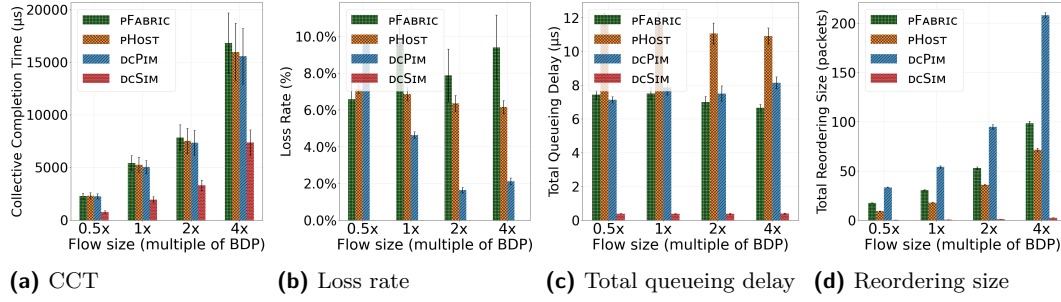 Collective Completion Time (μs)
20000
15000
10000
5000
0
PFABRIC
PHOST
DCPIM
DCSIM
0.5x 1x 2x 4x
Flow size (multiple of BDP)
(a) CCT
Loss Rate (%)
10.0%
8.0%
6.0%
4.0%
2.0%
0.0%
PFABRIC
PHOST
DCPIM
DCSIM
0.5x 1x 2x 4x
Flow size (multiple of BDP)
(b) Loss rate
Total Queueing Delay (μs)
12
10
8
6
4
2
0
PFABRIC
PHOST
DCPIM
DCSIM
0.5x 1x 2x 4x
Flow size (multiple of BDP)
(c) Total queueing delay
Total Reordering Size (packets)
200
150
100
50
0
PFABRIC
PHOST
DCPIM
DCSIM
0.5x 1x 2x 4x
Flow size (multiple of BDP)
(d) Reordering size